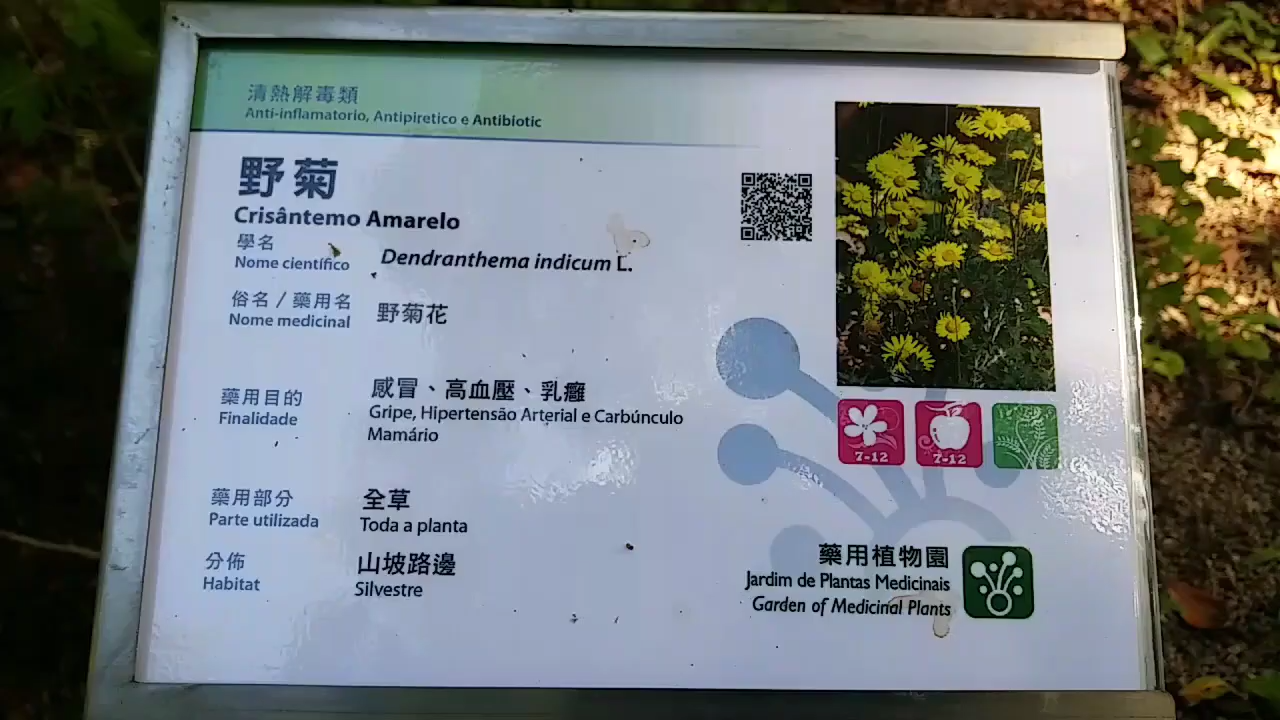 清熱解毒類
Anti-inflamatorio, Antipiretico e Antibiotic
野菊
Crisântemo Amarelo
學名
Nome científico
Dendranthema indicum L.
俗名 / 藥用名
Nome medicinal
野菊花
藥用目的
Finalidade
感冒、高血壓、乳癰
Gripe, Hipertensão Arterial e Carbúnculo
Mamário
藥用部分
Parte utilizada
全草
Toda a planta
分佈
Habitat
山坡路邊
Silvestre
7-12
7-12
藥用植物園
Jardim de Plantas Medicinais
Garden of Medicinal Plants